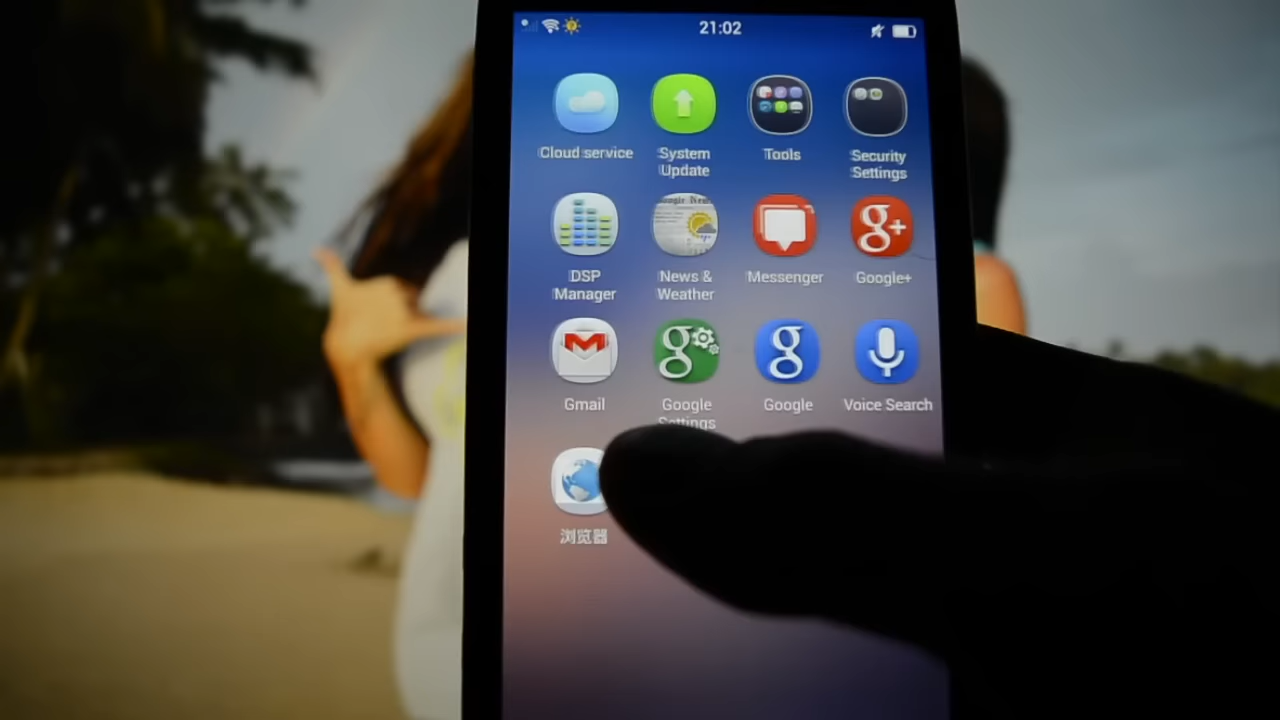 21:02
Cloud service
System
Update
Tools
Security
Settings
DSP
Manager
News &
Weather
Messenger
Google+
Gmail
Google
Settings
Google
Voice Search
浏览器